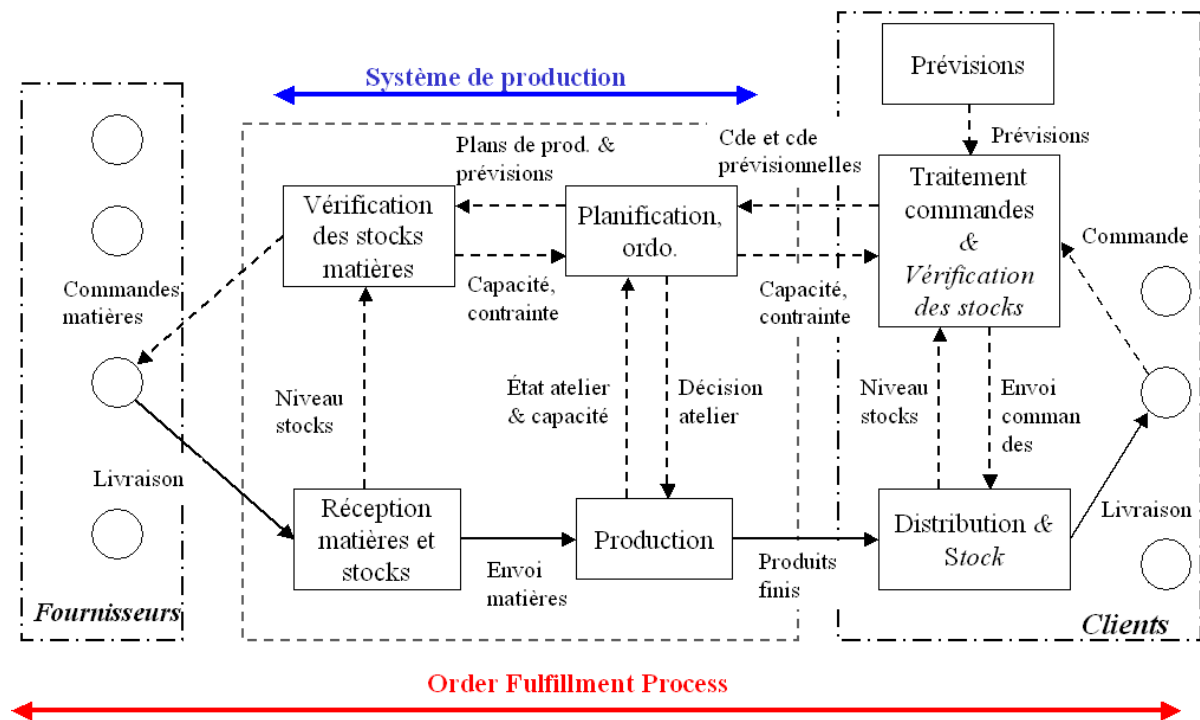 Système de production
Prévisions
Prévisions
Plans de prod. &
prévisions
Cde et cde
prévisionnelles
Vérification
des stocks
matières
Planification,
ordo.
Traitement
commandes
&
Vérification
des stocks
Commande
Commandes
matières
Capacité,
contrainte
Capacité,
contrainte
Niveau
stocks
État atelier
& capacité
Décision
atelier
Niveau
stocks
Envoi
comman
des
Livraison
Réception
matières et
stocks
Envoi
matières
Production
Produits
finis
Distribution &
Stock
Livraison
Fournisseurs
Clients
Order Fulfillment Process